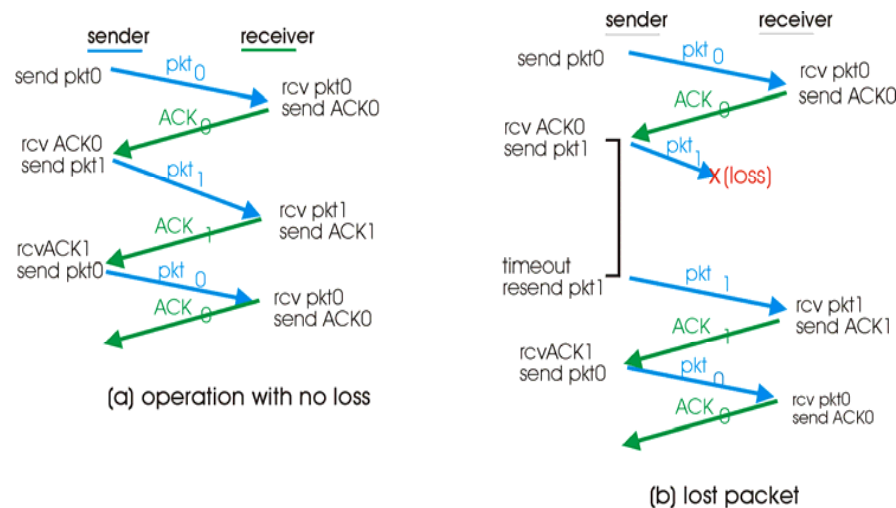 sender
receiver
send pkt0
pkt0
rcv pkt0
send ACK0
ACK0
rcv ACK0
send pkt1
pkt1
rcv pkt1
send ACK1
ACK1
rcvACK1
send pkt0
pkt0
rcv pkt0
send ACK0
ACK0
(a) operation with no loss
sender
receiver
send pkt0
pkt0
rcv pkt0
send ACK0
ACK0
rcv ACK0
send pkt1
pkt1
X(loss)
timeout
resend pkt1
pkt1
rcv pkt1
send ACK1
ACK1
rcvACK1
send pkt0
pkt0
rcv pkt0
send ACK0
ACK0
(b) lost packet